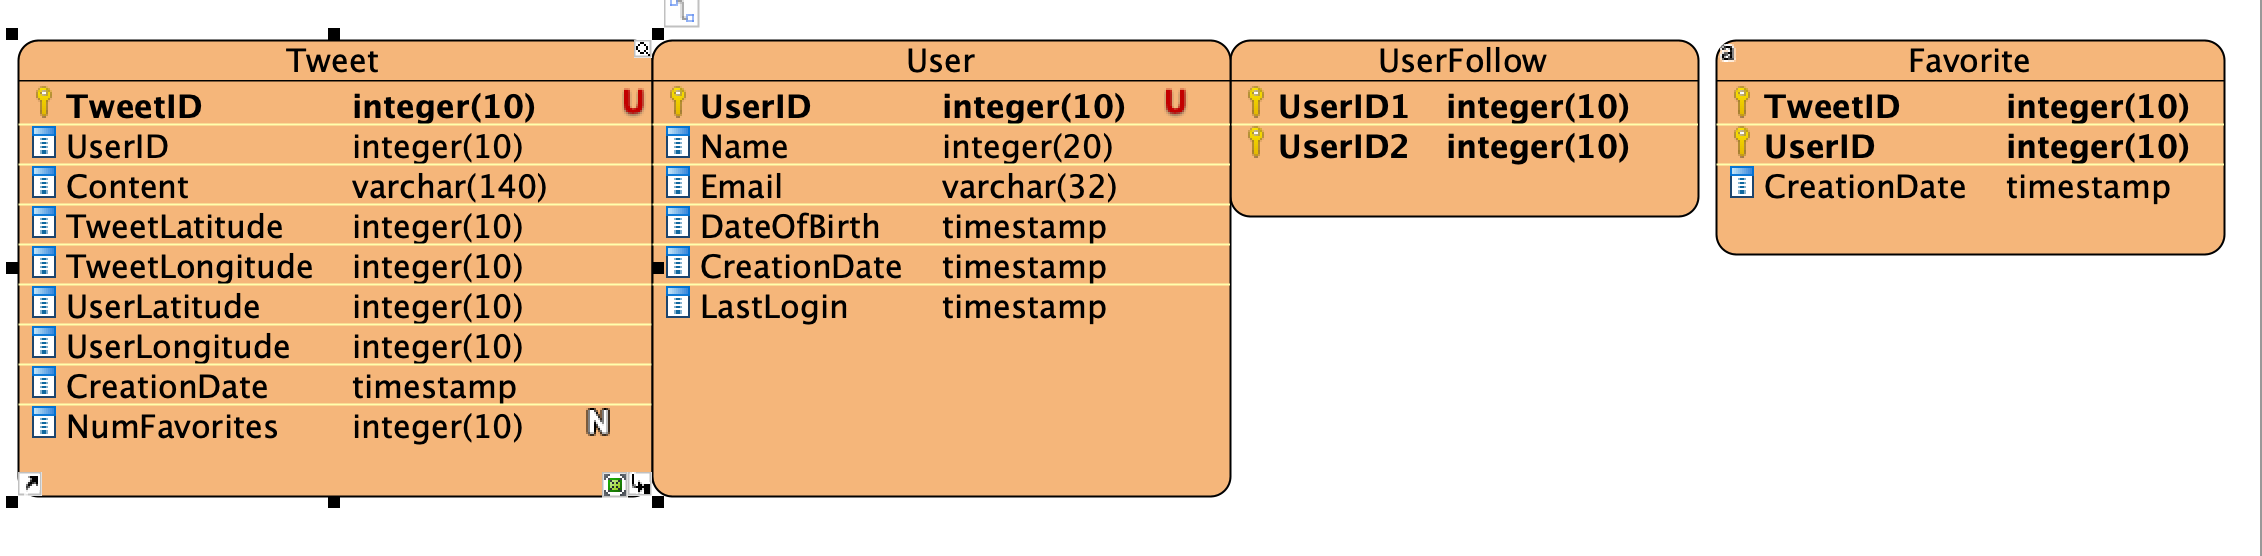 Tweet
TweetID integer(10) U
UserID integer(10)
Content varchar(140)
TweetLatitude integer(10)
TweetLongitude integer(10)
UserLatitude integer(10)
UserLongitude integer(10)
CreationDate timestamp
NumFavorites integer(10) N
User
UserID integer(10) U
Name integer(20)
Email varchar(32)
DateOfBirth timestamp
CreationDate timestamp
LastLogin timestamp
UserFollow
UserID1 integer(10)
UserID2 integer(10)
a
Favorite
TweetID integer(10)
UserID integer(10)
CreationDate timestamp